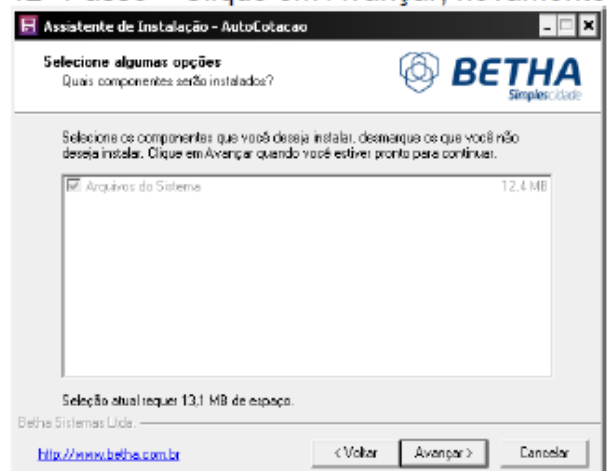 Assistente de Instalação - AutoCotacao
Selecione algumas opções
Quais componentes serão instalados?
BETHA
Simplescidade
Selecione os componentes que você deseja instalar, desmarque os que você não
deseja instalar. Clique em Avançar quando você estiver pronto para continuar.
Arquivos do Sistema 12,4 MB
Seleção atual requer 13,1 MB de espaço.
Betha Sistemas Ltda.
http://www.betha.com.br
< Voltar Avançar > Cancelar